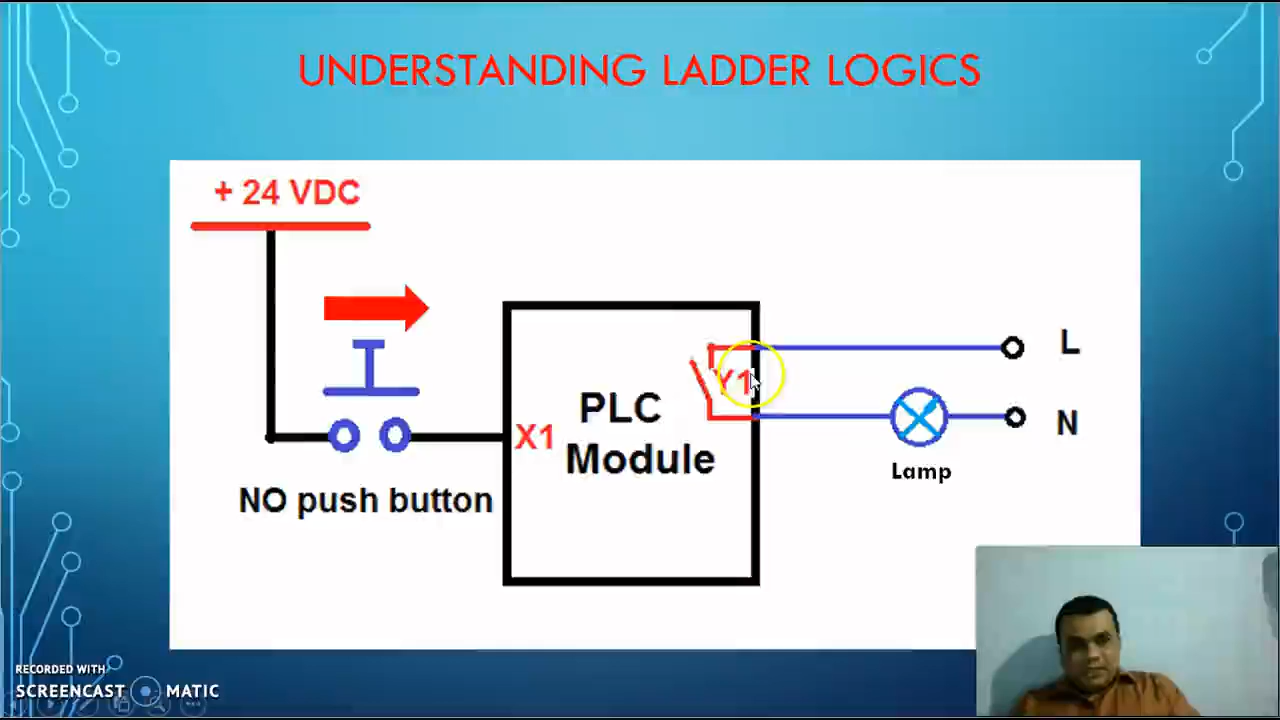 UNDERSTANDING LADDER LOGICS
+ 24 VDC
L
Y1
PLC
N
X1
Module
Lamp
NO push button
RECORDED WITH
SCREENCAST MATIC